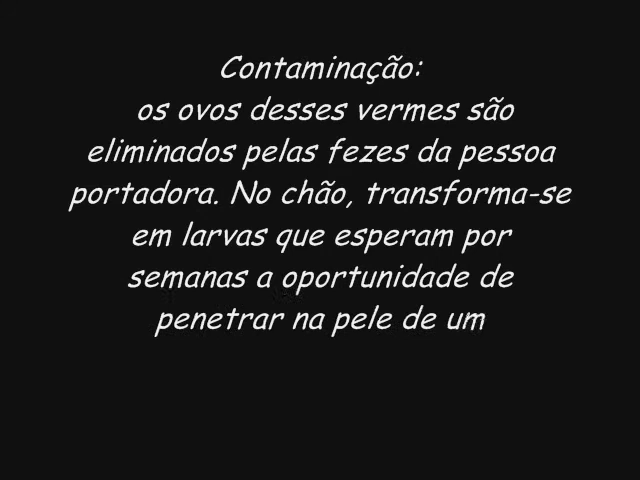 Contaminação:
os ovos desses vermes são
eliminados pelas fezes da pessoa
portadora. No chão, transforma-se
em larvas que esperam por
semanas a oportunidade de
penetrar na pele de um